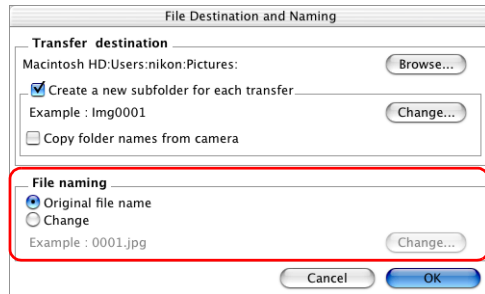 File Destination and Naming
Transfer destination
Macintosh HD:Users:nikon:Pictures:
Browse...
Create a new subfolder for each transfer
Example : Img0001
Change...
Copy folder names from camera
File naming
Original file name
Change
Example : 0001.jpg
Change...
Cancel
OK